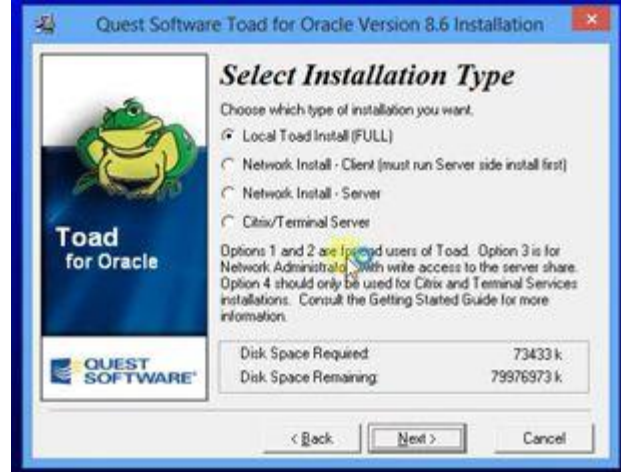 Quest Software Toad for Oracle Version 8.6 Installation
Select Installation Type
Choose which type of installation you want.
Local Toad Install (FULL)
Network Install - Client (must run Server side install first)
Network Install - Server
Citrix/Terminal Server
Options 1 and 2 are for end users of Toad. Option 3 is for
Network Administrator with write access to the server share.
Option 4 should only be used for Citrix and Terminal Services
installations. Consult the Getting Started Guide for more
information.
Toad
for Oracle
QUEST
SOFTWARE
Disk Space Required: 73433 k
Disk Space Remaining: 79976973 k
< Back
Next >
Cancel